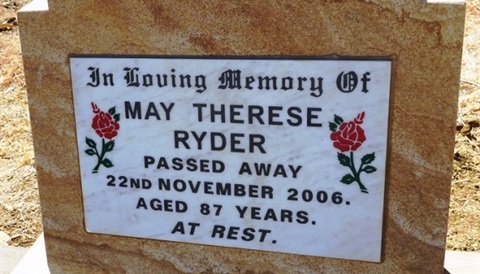 In Loving Memory Of
MAY THERESE
RYDER
PASSED AWAY
22ND NOVEMBER 2006.
AGED 87 YEARS.
AT REST.